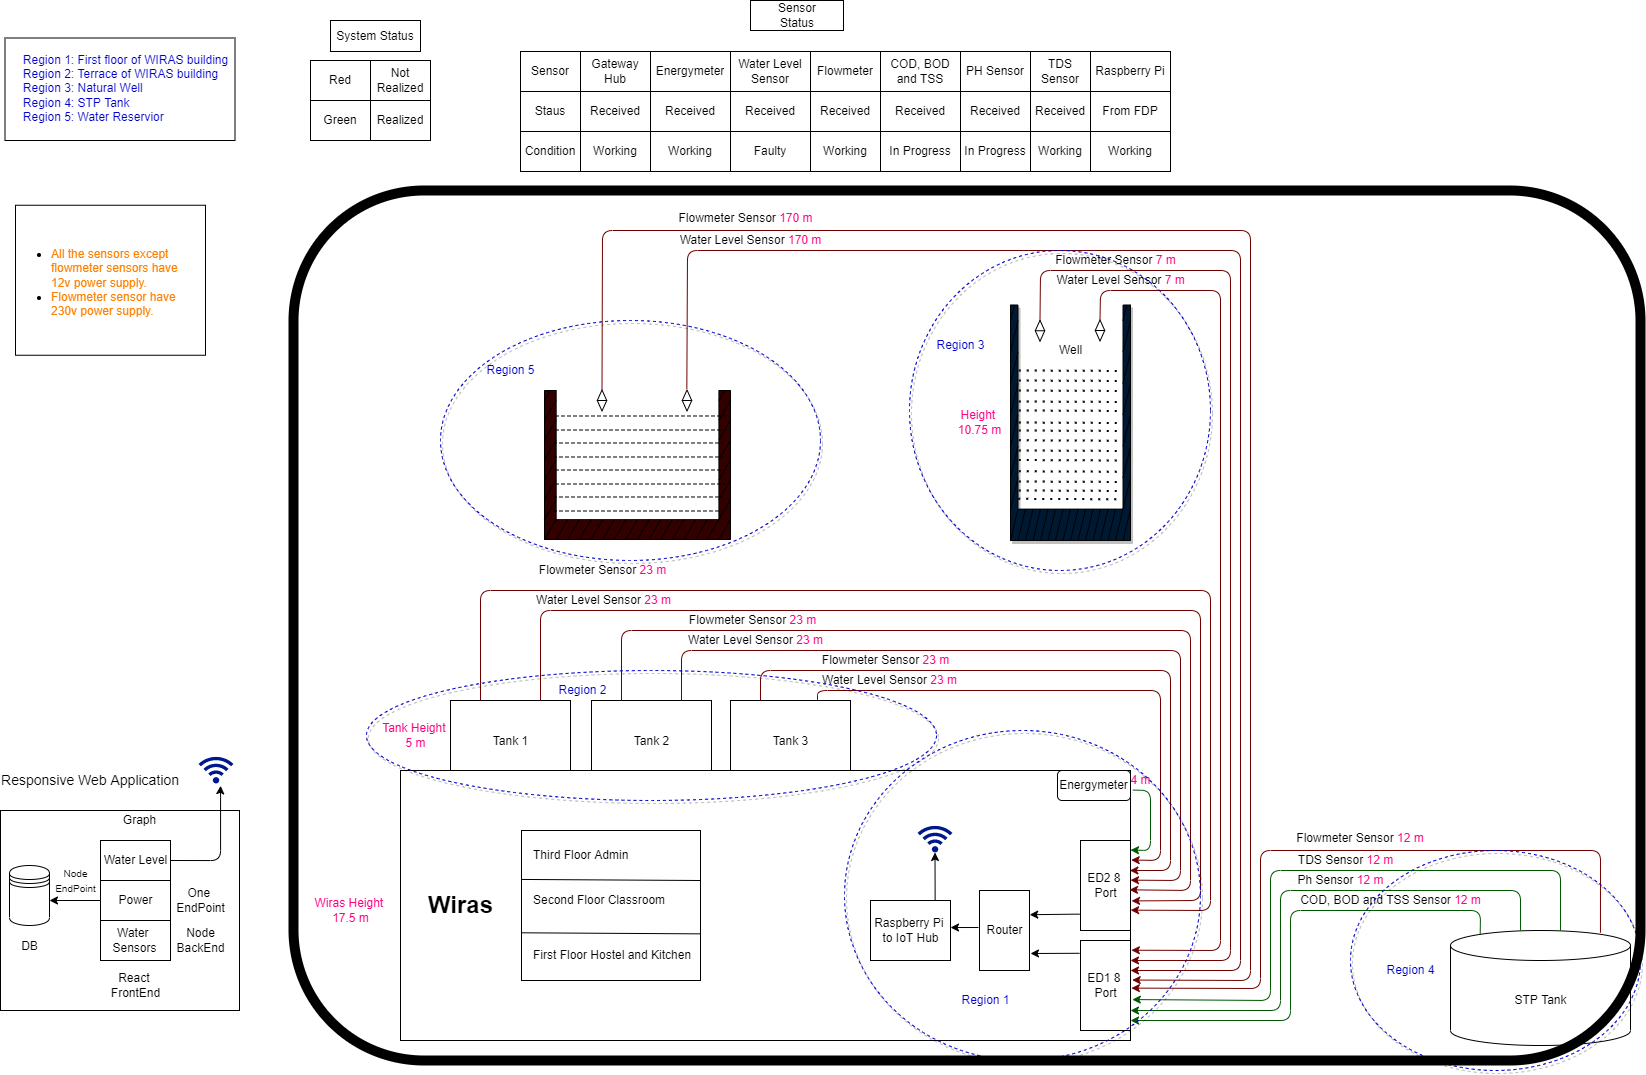 Sensor
Status
System Status
Region 1: First floor of WIRAS building
Region 2: Terrace of WIRAS building
Region 3: Natural Well
Region 4: STP Tank
Region 5: Water Reservior
Red
Not
Realized
Green
Realized
Sensor
Gateway
Hub
Energymeter
Water Level
Sensor
Flowmeter
COD, BOD
and TSS
PH Sensor
TDS
Sensor
Raspberry Pi
Staus
Received
Received
Received
Received
Received
Received
Received
From FDP
Condition
Working
Working
Faulty
Working
In Progress
In Progress
Working
Working
All the sensors except
flowmeter sensors have
12v power supply.
Flowmeter sensor have
230v power supply.
Flowmeter Sensor 170 m
Water Level Sensor 170 m
Flowmeter Sensor 7 m
Water Level Sensor 7 m
Region 3
Well
Region 5
Height
10.75 m
Flowmeter Sensor 23 m
Water Level Sensor 23 m
Flowmeter Sensor 23 m
Water Level Sensor 23 m
Flowmeter Sensor 23 m
Water Level Sensor 23 m
Region 2
Tank Height
5 m
Tank 1
Tank 2
Tank 3
Energymeter
4 m
Responsive Web Application
Graph
Water Level
Power
Water
Sensors
Node
EndPoint
One
EndPoint
Node
BackEnd
DB
React
FrontEnd
Wiras Height
17.5 m
Wiras
Third Floor Admin
Second Floor Classroom
First Floor Hostel and Kitchen
Raspberry Pi
to IoT Hub
Router
ED2 8
Port
ED1 8
Port
Region 1
Flowmeter Sensor 12 m
TDS Sensor 12 m
Ph Sensor 12 m
COD, BOD and TSS Sensor 12 m
Region 4
STP Tank